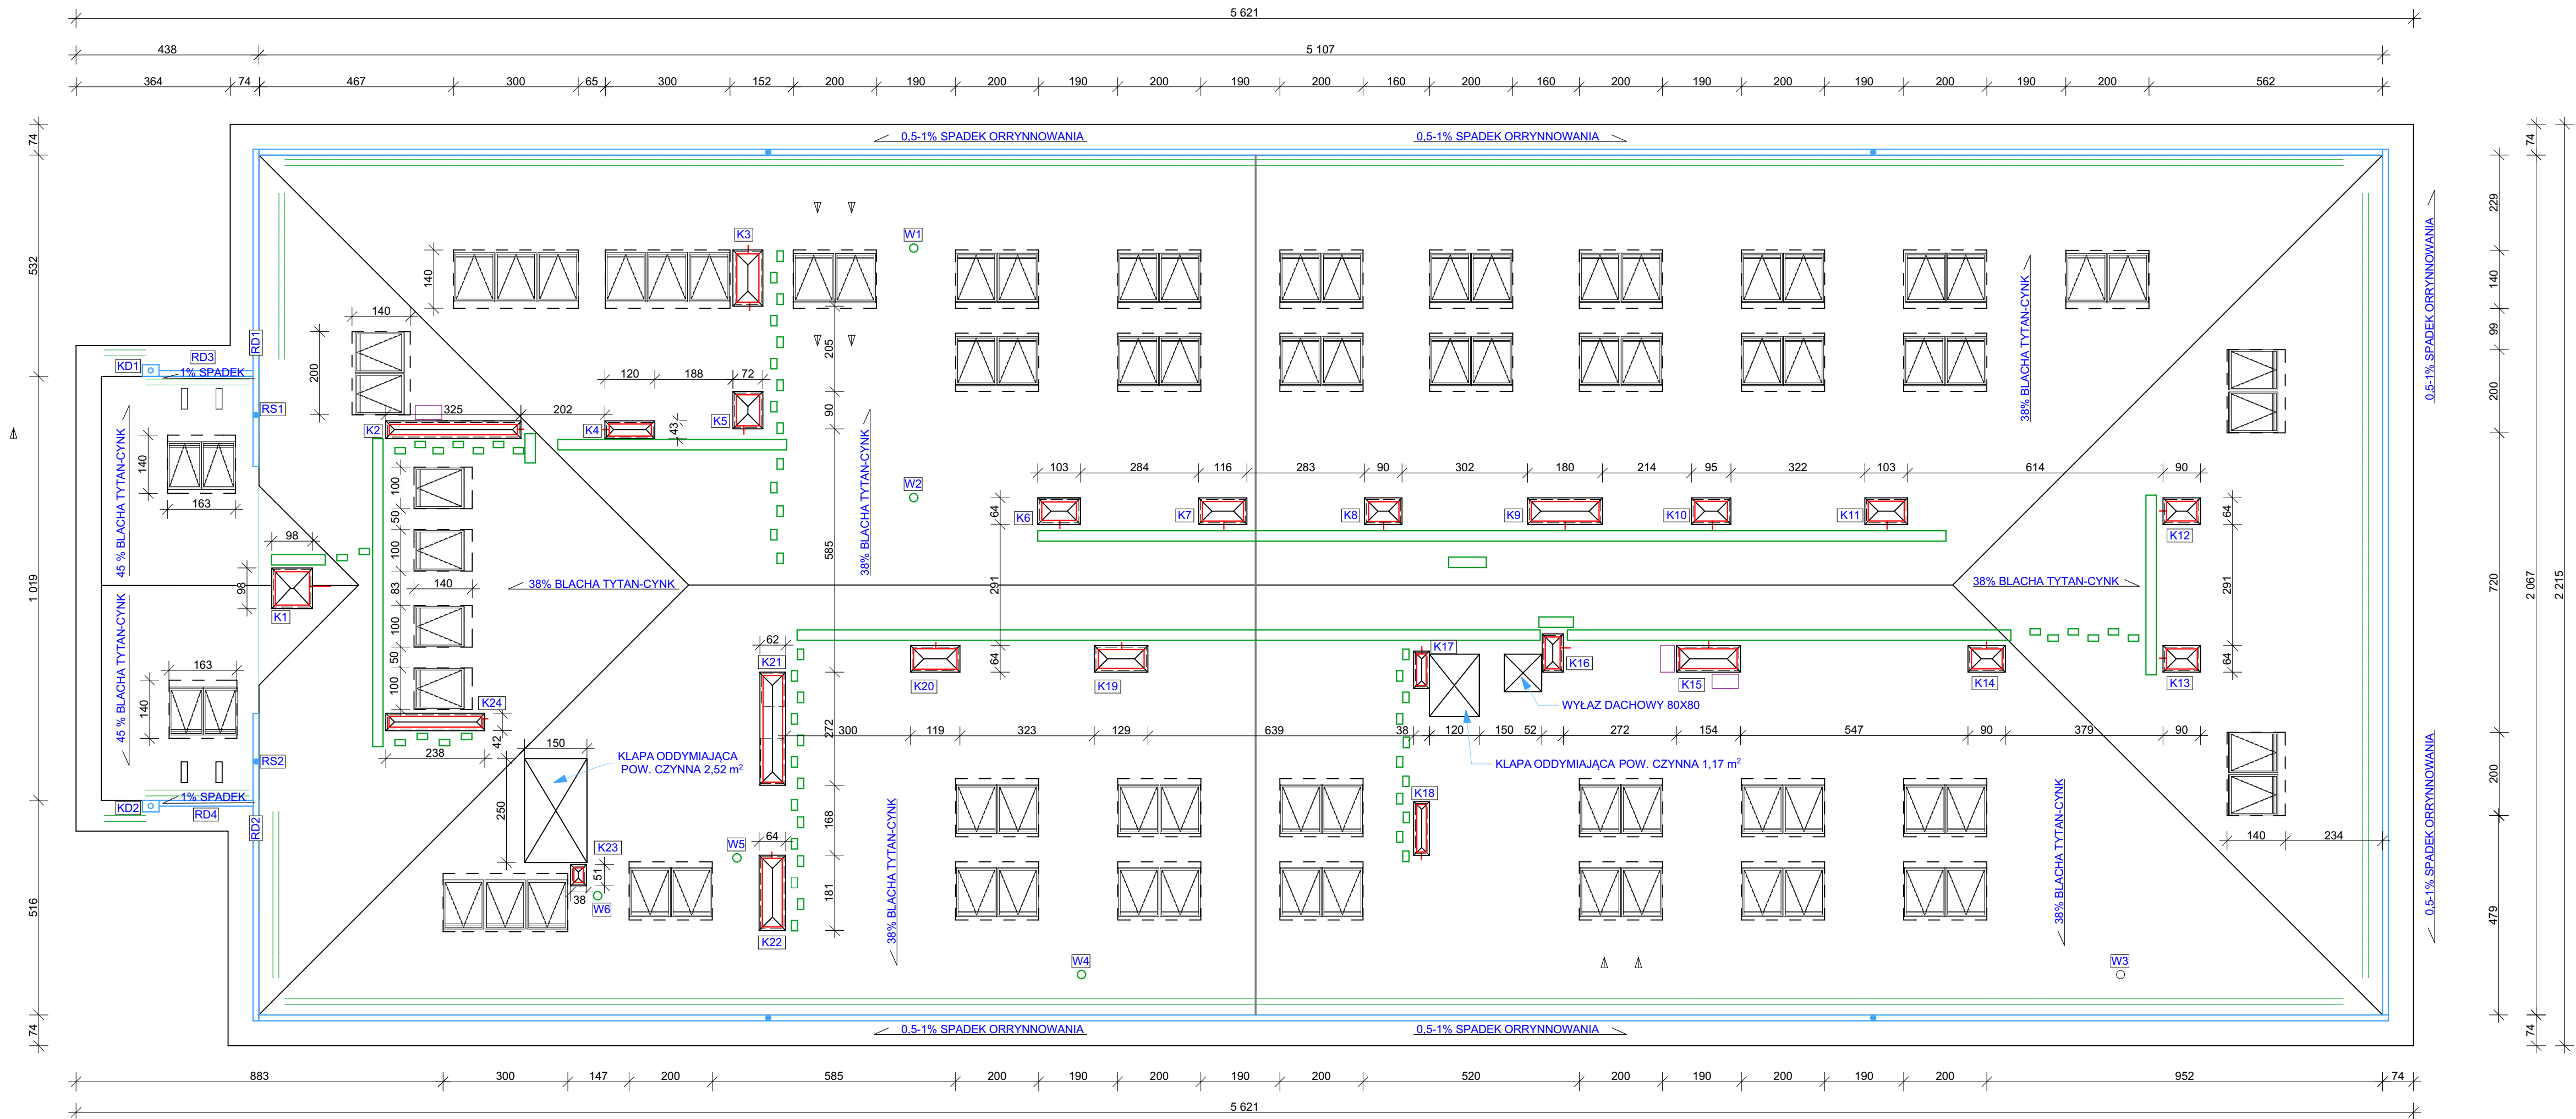 5 621
438
5 107
364
74
467
300
65
300
152
200
190
200
190
200
190
200
160
200
160
200
190
200
190
200
190
200
562
0,5-1% SPADEK ORRYNNOWANIA
0,5-1% SPADEK ORRYNNOWANIA
74
532
1 019
516
74
229
140
99
200
720
200
479
74
2 067
74
2 215
0,5-1% SPADEK ORRYNNOWANIA
0,5-1% SPADEK ORRYNNOWANIA
K3
W1
140
140
200
RD1
RD3
KD1
1% SPADEK
RS1
205
120
188
72
325
202
K2
K4
43
K5
90
38% BLACHA TYTAN-CYNK
38% BLACHA TYTAN-CYNK
45 % BLACHA TYTAN-CYNK
140
163
W2
103
284
116
283
90
302
180
214
95
322
103
614
90
K6
64
K7
K8
K9
K10
K11
64
K12
100
50
100
83
140
100
50
100
98
98
K1
585
291
291
38% BLACHA TYTAN-CYNK
38% BLACHA TYTAN-CYNK
45 % BLACHA TYTAN-CYNK
163
140
62
K21
K20
64
K19
K17
K16
K15
K14
64
K13
WYŁAZ DACHOWY 80X80
K24
42
238
150
KLAPA ODDYMIAJĄCA
POW. CZYNNA 2,52 m²
272
300
119
323
129
639
38
120
150
52
272
154
547
90
379
90
KLAPA ODDYMIAJĄCA POW. CZYNNA 1,17 m²
RS2
1% SPADEK
KD2
RD4
RD2
250
K18
168
140
234
K23
51
38
W6
W5
64
181
K22
38% BLACHA TYTAN-CYNK
38% BLACHA TYTAN-CYNK
W4
W3
0,5-1% SPADEK ORRYNNOWANIA
0,5-1% SPADEK ORRYNNOWANIA
883
300
147
200
585
200
190
200
190
200
520
200
190
200
190
200
952
74
5 621